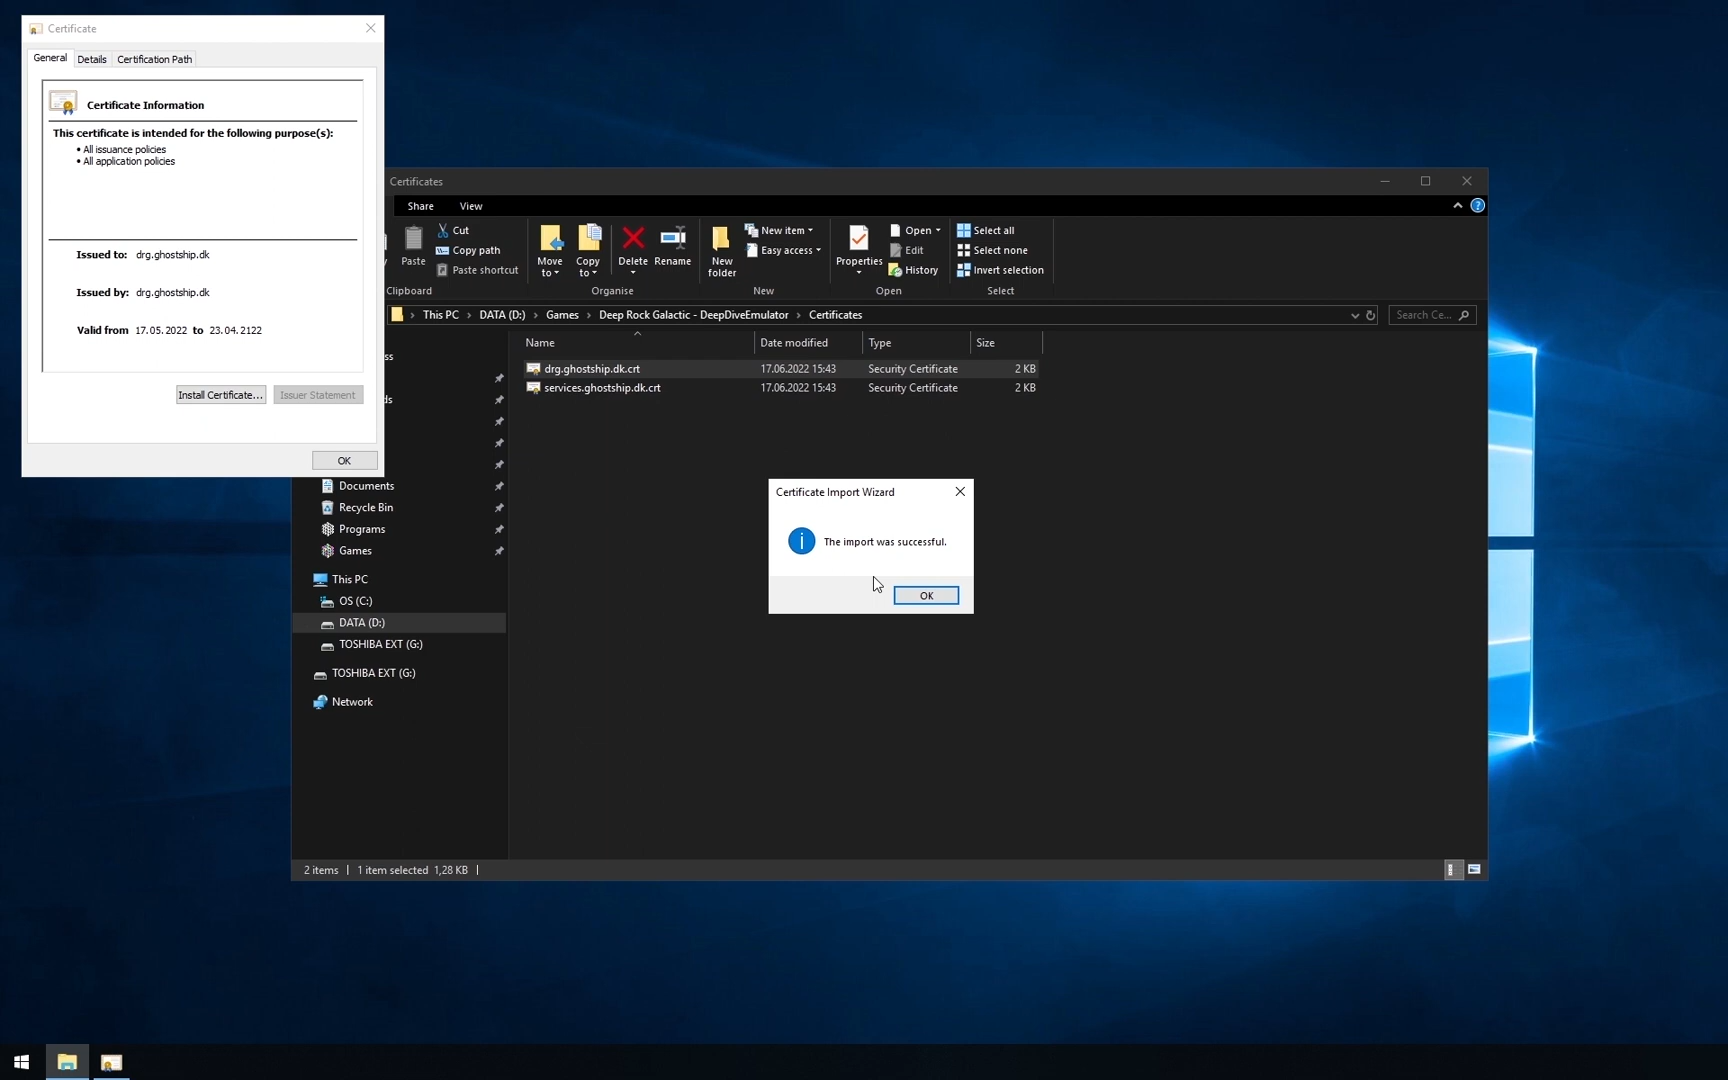 Certificate
General
Details
Certification Path
Certificate Information
This certificate is intended for the following purpose(s):
• All issuance policies
• All application policies
Issued to: drg.ghostship.dk
Issued by: drg.ghostship.dk
Valid from 17.05.2022 to 23.04.2122
Install Certificate...
Issuer Statement
OK
Certificates
Share
View
Paste
Cut
Copy path
Paste shortcut
Clipboard
Move to
Copy to
Delete
Rename
Organise
New folder
New item
Easy access
New
Properties
Open
Edit
History
Open
Select all
Select none
Invert selection
Select
This PC > DATA (D:) > Games > Deep Rock Galactic - DeepDiveEmulator > Certificates
Search Ce...
Name
Date modified
Type
Size
drg.ghostship.dk.crt 17.06.2022 15:43 Security Certificate 2 KB
services.ghostship.dk.crt 17.06.2022 15:43 Security Certificate 2 KB
ss
ds
Documents
Recycle Bin
Programs
Games
This PC
OS (C:)
DATA (D:)
TOSHIBA EXT (G:)
TOSHIBA EXT (G:)
Network
Certificate Import Wizard
The import was successful.
OK
2 items
1 item selected 1,28 KB